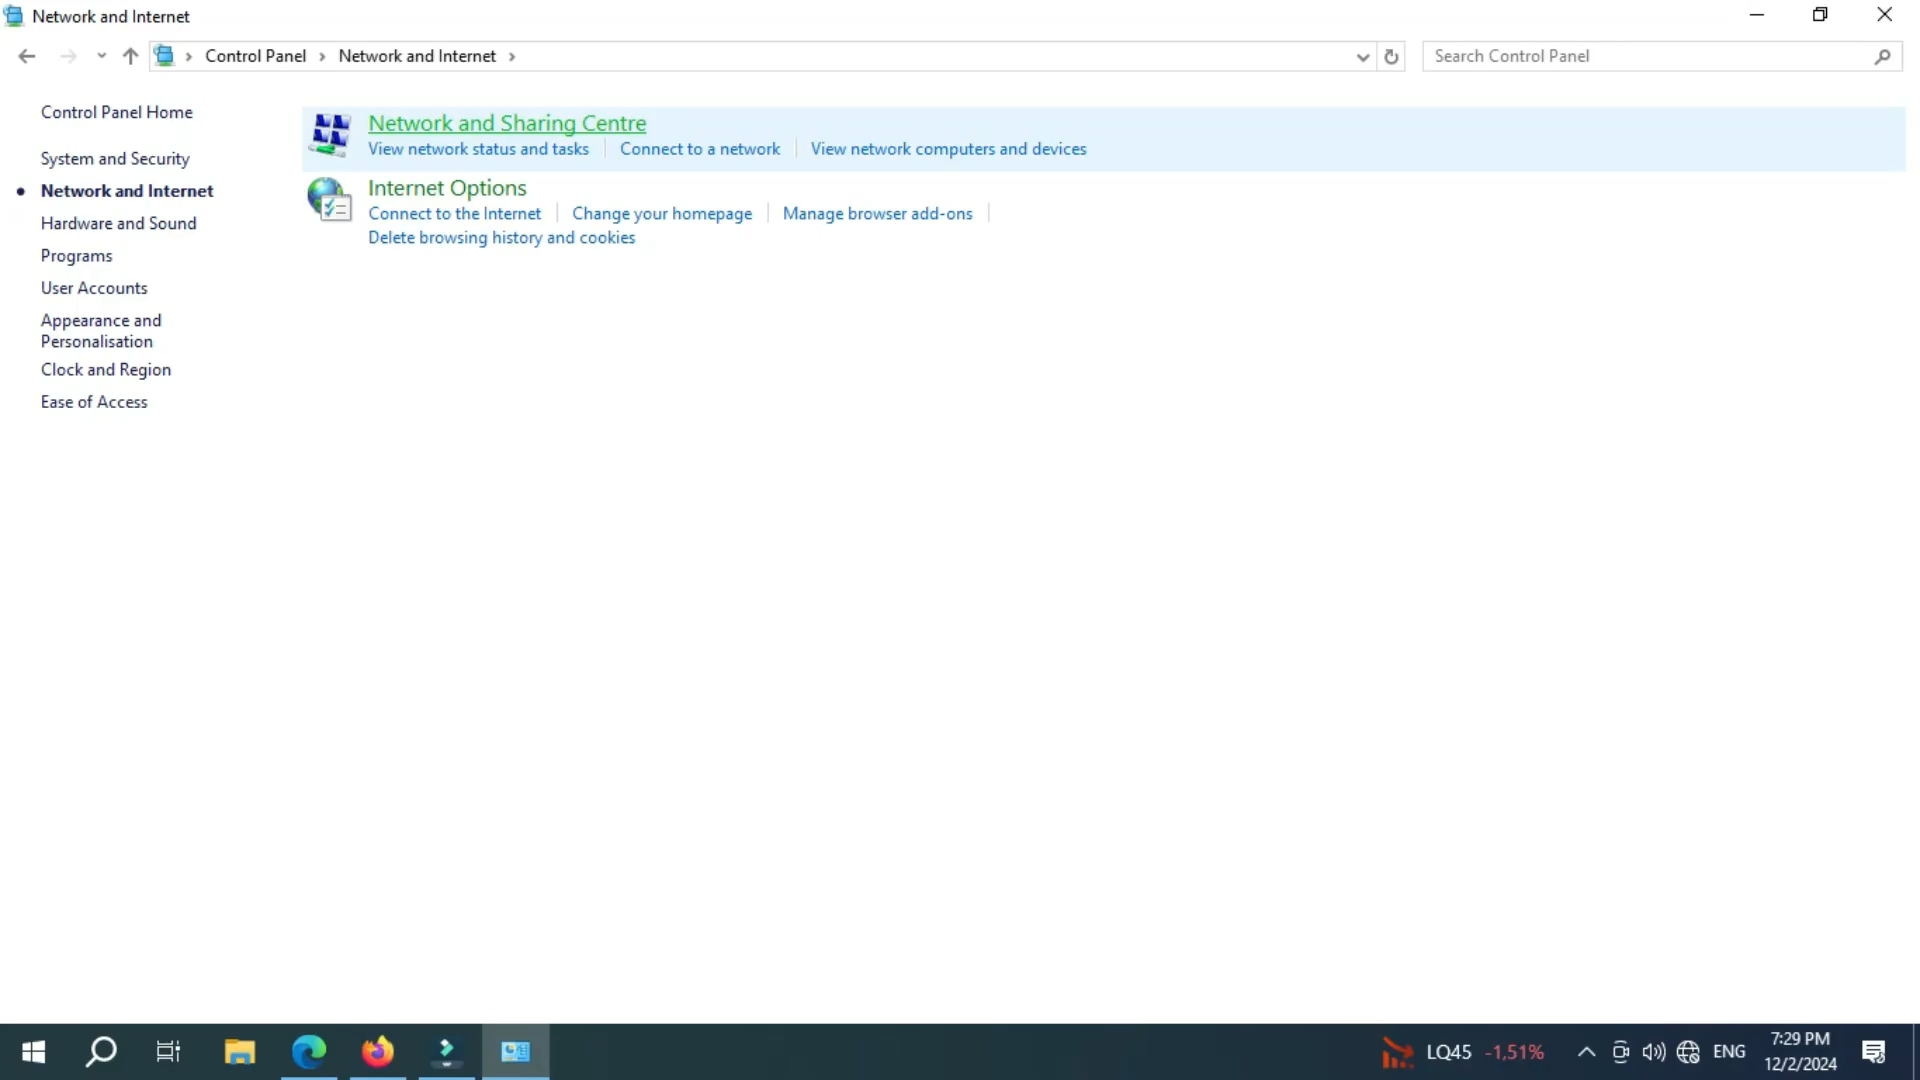 Network and Internet
Control Panel
Network and Internet
Search Control Panel
Control Panel Home
System and Security
Network and Internet
Hardware and Sound
Programs
User Accounts
Appearance and
Personalisation
Clock and Region
Ease of Access
Network and Sharing Centre
View network status and tasks
Connect to a network
View network computers and devices
Internet Options
Connect to the Internet
Change your homepage
Manage browser add-ons
Delete browsing history and cookies
LQ45 -1,51%
ENG
7:29 PM
12/2/2024